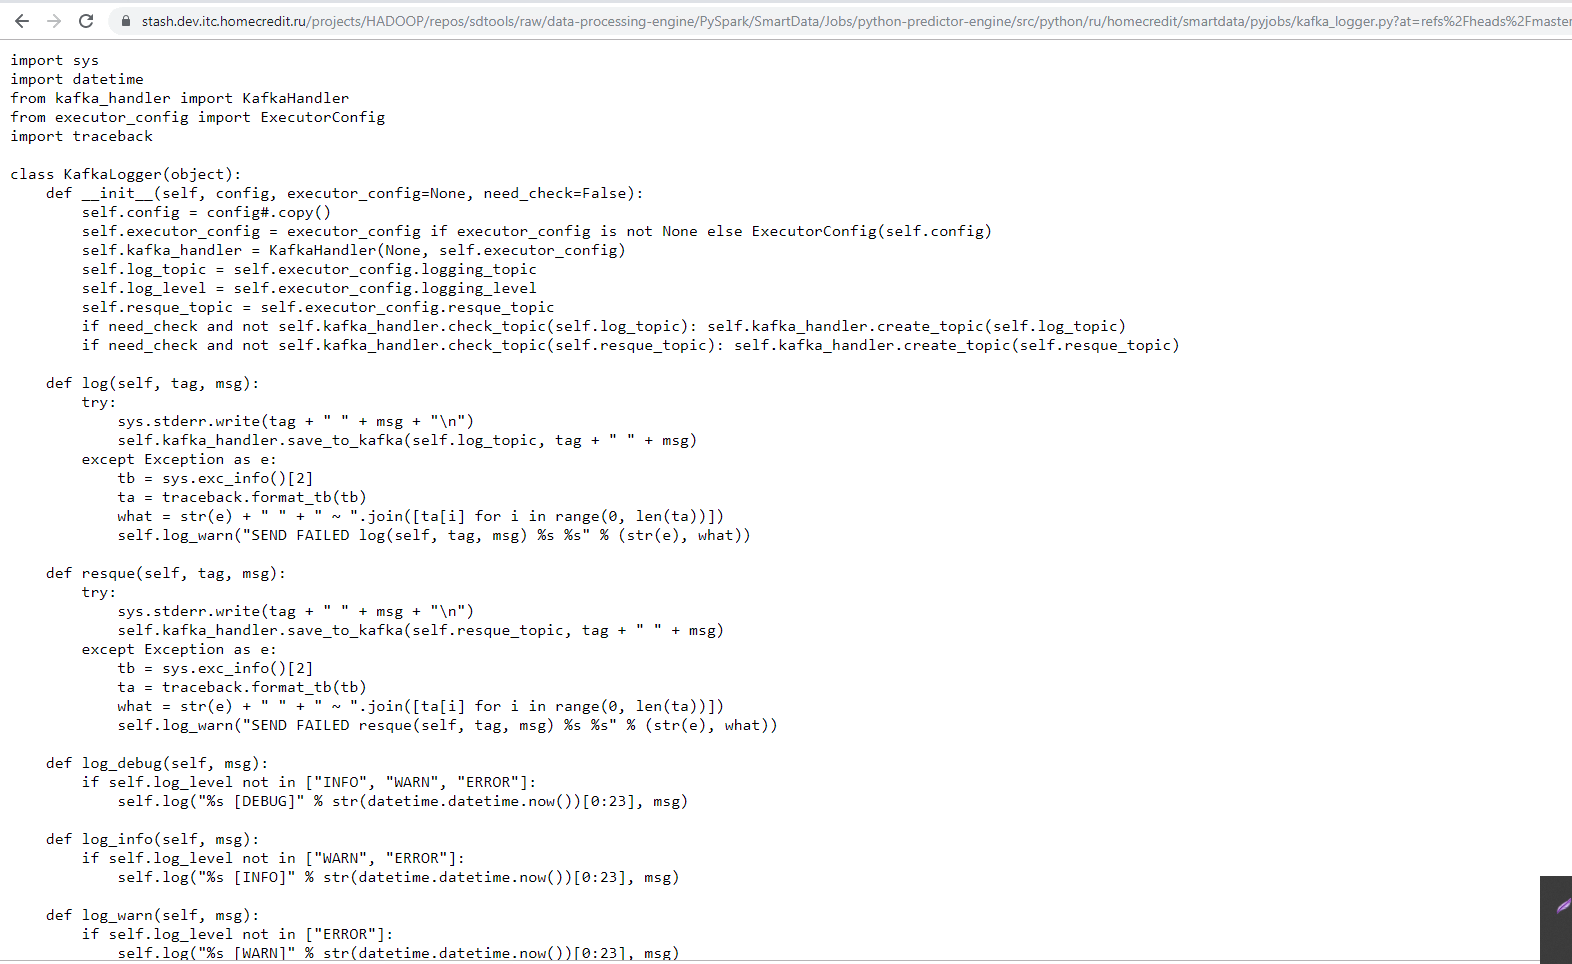 stash.dev.itc.homecredit.ru/projects/HADOOP/repos/sdtools/raw/data-processing-engine/PySpark/SmartData/Jobs/python-predictor-engine/src/python/ru/homecredit/smartdata/pyjobs/kafka_logger.py?at=refs%2Fheads%2Fmaster
import sys
import datetime
from kafka_handler import KafkaHandler
from executor_config import ExecutorConfig
import traceback

class KafkaLogger(object):
    def __init__(self, config, executor_config=None, need_check=False):
        self.config = config#.copy()
        self.executor_config = executor_config if executor_config is not None else ExecutorConfig(self.config)
        self.kafka_handler = KafkaHandler(None, self.executor_config)
        self.log_topic = self.executor_config.logging_topic
        self.log_level = self.executor_config.logging_level
        self.resque_topic = self.executor_config.resque_topic
        if need_check and not self.kafka_handler.check_topic(self.log_topic): self.kafka_handler.create_topic(self.log_topic)
        if need_check and not self.kafka_handler.check_topic(self.resque_topic): self.kafka_handler.create_topic(self.resque_topic)

    def log(self, tag, msg):
        try:
            sys.stderr.write(tag + " " + msg + "\n")
            self.kafka_handler.save_to_kafka(self.log_topic, tag + " " + msg)
        except Exception as e:
            tb = sys.exc_info()[2]
            ta = traceback.format_tb(tb)
            what = str(e) + " " + " ~ ".join([ta[i] for i in range(0, len(ta))])
            self.log_warn("SEND FAILED log(self, tag, msg) %s %s" % (str(e), what))

    def resque(self, tag, msg):
        try:
            sys.stderr.write(tag + " " + msg + "\n")
            self.kafka_handler.save_to_kafka(self.resque_topic, tag + " " + msg)
        except Exception as e:
            tb = sys.exc_info()[2]
            ta = traceback.format_tb(tb)
            what = str(e) + " " + " ~ ".join([ta[i] for i in range(0, len(ta))])
            self.log_warn("SEND FAILED resque(self, tag, msg) %s %s" % (str(e), what))

    def log_debug(self, msg):
        if self.log_level not in ["INFO", "WARN", "ERROR"]:
            self.log("%s [DEBUG]" % str(datetime.datetime.now())[0:23], msg)

    def log_info(self, msg):
        if self.log_level not in ["WARN", "ERROR"]:
            self.log("%s [INFO]" % str(datetime.datetime.now())[0:23], msg)

    def log_warn(self, msg):
        if self.log_level not in ["ERROR"]:
            self.log("%s [WARN]" % str(datetime.datetime.now())[0:23], msg)